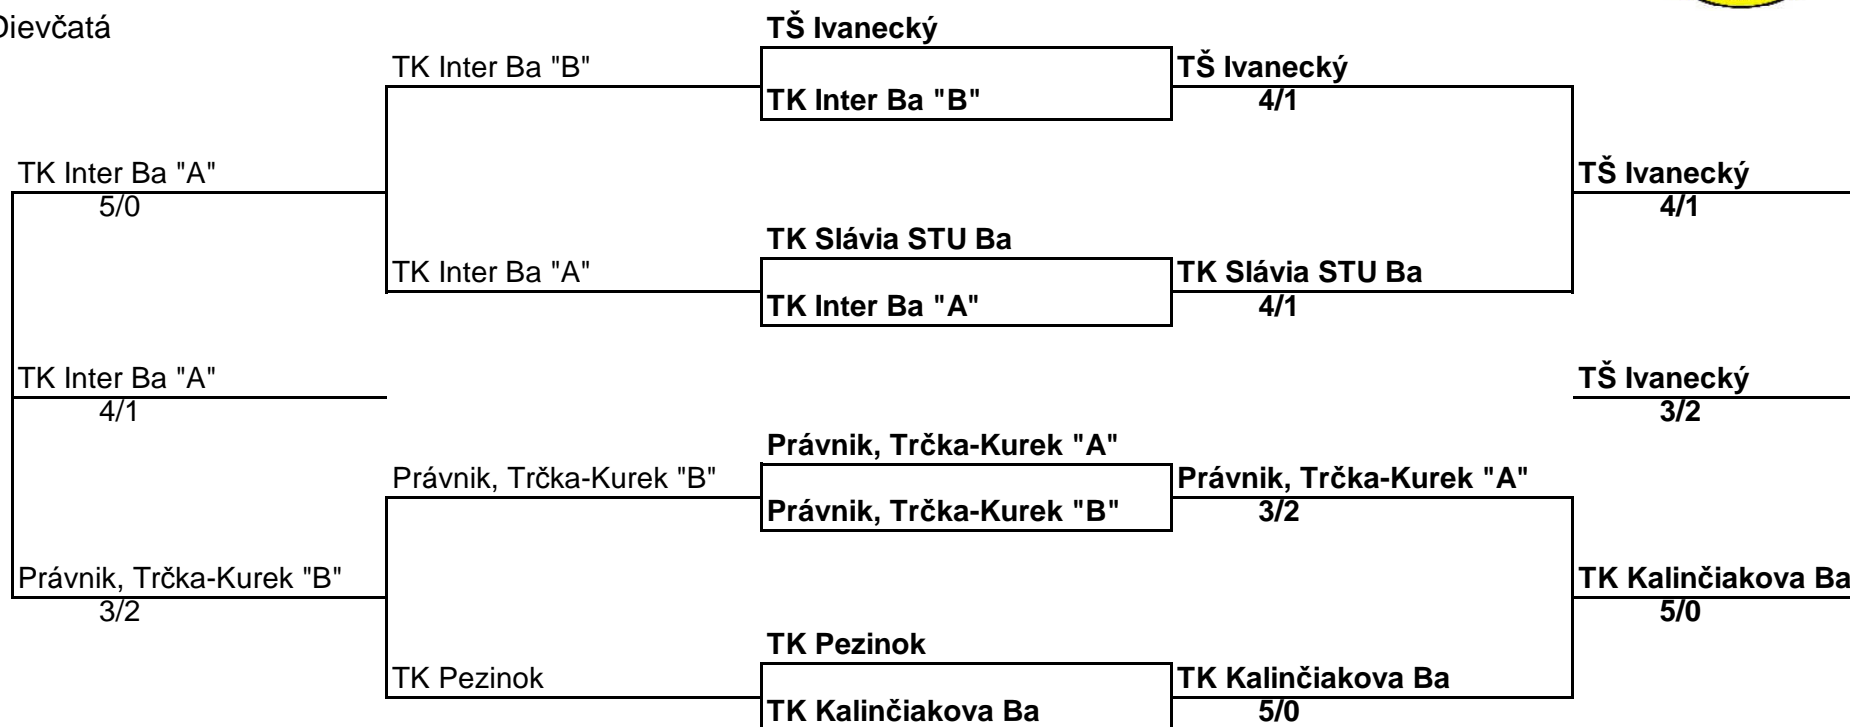 Dievčatá
TŠ Ivanecký
TK Inter Ba "B"
TŠ Ivanecký
TK Inter Ba "B"
4/1
TK Inter Ba "A"
TŠ Ivanecký
5/0
4/1
TK Slávia STU Ba
TK Inter Ba "A"
TK Slávia STU Ba
TK Inter Ba "A"
4/1
TK Inter Ba "A"
TŠ Ivanecký
4/1
3/2
Právnik, Trčka-Kurek "A"
Právnik, Trčka-Kurek "B"
Právnik, Trčka-Kurek "A"
Právnik, Trčka-Kurek "B"
3/2
Právnik, Trčka-Kurek "B"
TK Kalinčiakova Ba
3/2
5/0
TK Pezinok
TK Pezinok
TK Kalinčiakova Ba
TK Kalinčiakova Ba
5/0